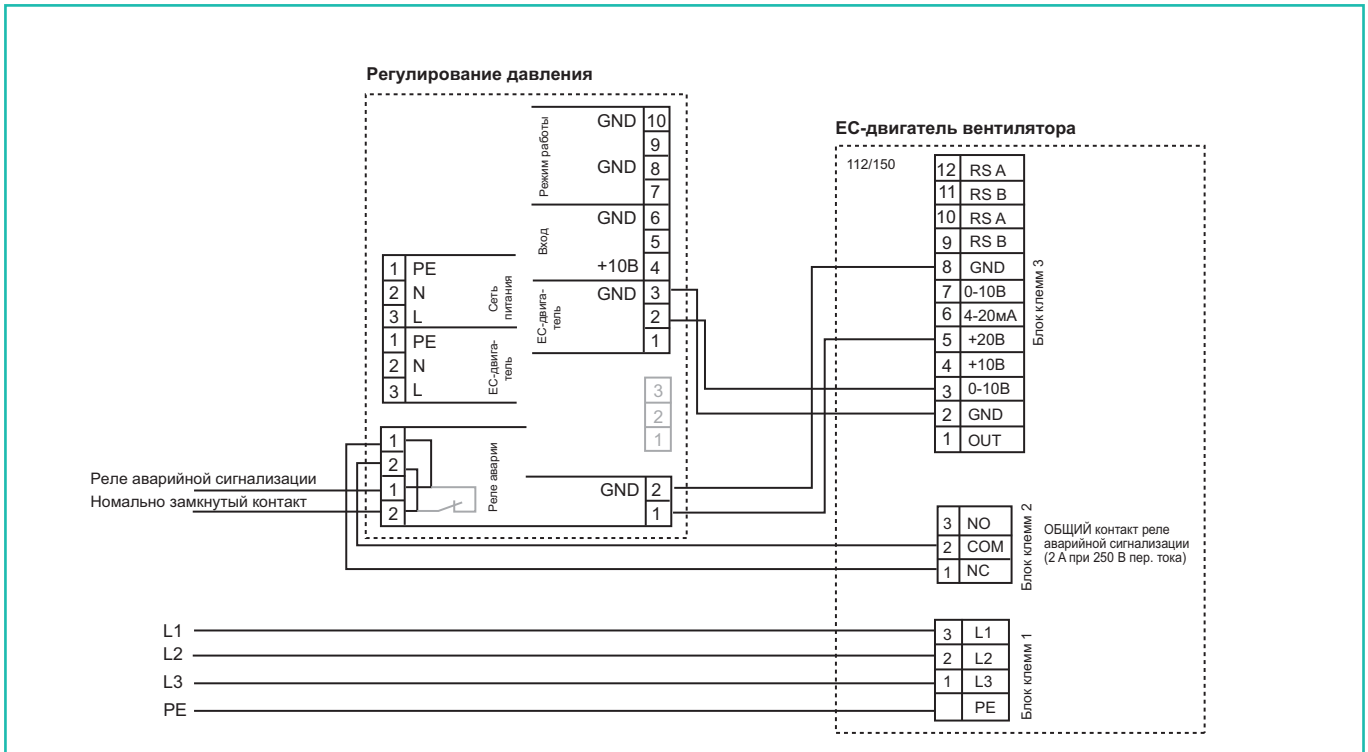 Регулирование давления
Режим работы
GND 10
9
GND 8
7
Вход
GND 6
5
+10В 4
ЕС-двига-
тель
GND 3
2
1
1 PE
2 N
3 L
Сеть
питания
1 PE
2 N
3 L
ЕС-двига-
тель
3
2
1
1
2
1
2
Реле аварии
GND 2
1
Реле аварийной сигнализации
Номально замкнутый контакт
L1
L2
L3
PE
ЕС-двигатель вентилятора
112/150
12 RS A
11 RS B
10 RS A
9 RS B
8 GND
7 0-10В
6 4-20мА
5 +20В
4 +10В
3 0-10В
2 GND
1 OUT
Блок клемм 3
3 NO
2 COM
1 NC
Блок клемм 2
ОБЩИЙ контакт реле
аварийной сигнализации
(2 А при 250 В пер. тока)
3 L1
2 L2
1 L3
PE
Блок клемм 1